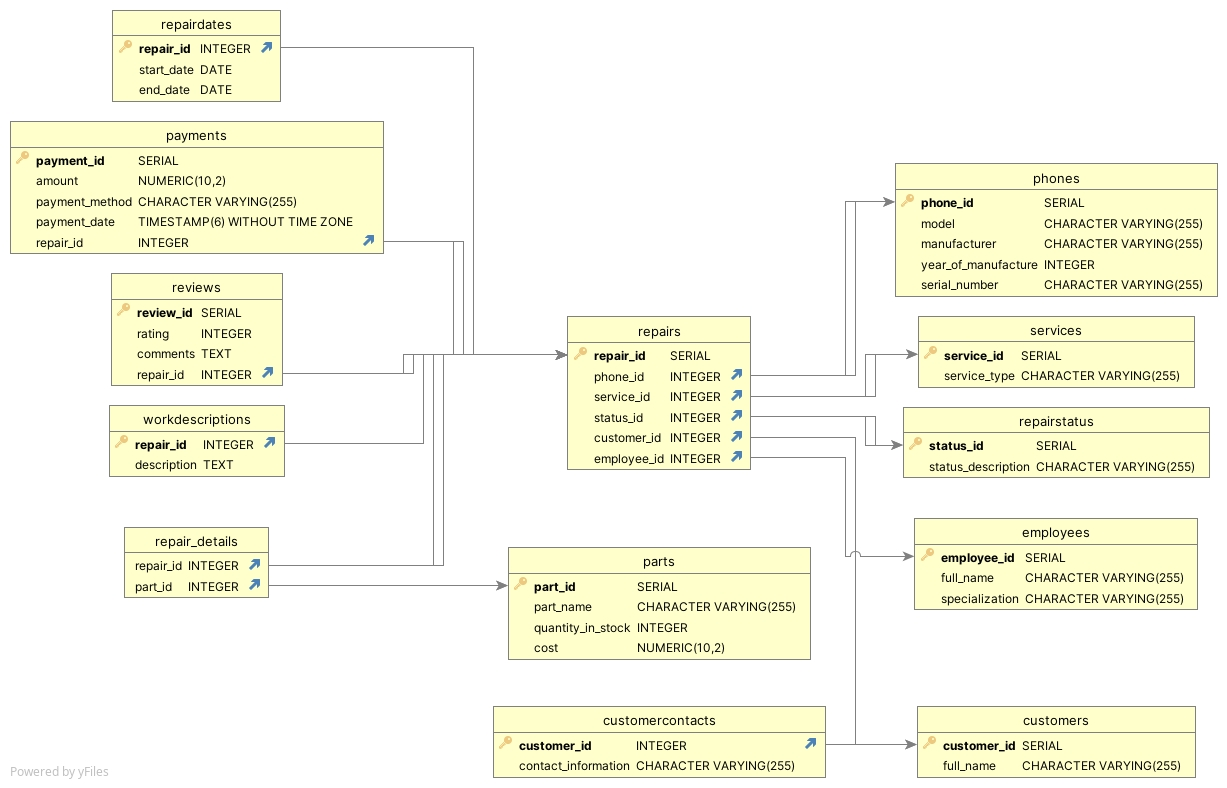 repairdates
repair_id INTEGER
start_date DATE
end_date DATE
payments
payment_id SERIAL
amount NUMERIC(10,2)
payment_method CHARACTER VARYING(255)
payment_date TIMESTAMP(6) WITHOUT TIME ZONE
repair_id INTEGER
reviews
review_id SERIAL
rating INTEGER
comments TEXT
repair_id INTEGER
workdescriptions
repair_id INTEGER
description TEXT
repair_details
repair_id INTEGER
part_id INTEGER
repairs
repair_id SERIAL
phone_id INTEGER
service_id INTEGER
status_id INTEGER
customer_id INTEGER
employee_id INTEGER
parts
part_id SERIAL
part_name CHARACTER VARYING(255)
quantity_in_stock INTEGER
cost NUMERIC(10,2)
customercontacts
customer_id INTEGER
contact_information CHARACTER VARYING(255)
phones
phone_id SERIAL
model CHARACTER VARYING(255)
manufacturer CHARACTER VARYING(255)
year_of_manufacture INTEGER
serial_number CHARACTER VARYING(255)
services
service_id SERIAL
service_type CHARACTER VARYING(255)
repairstatus
status_id SERIAL
status_description CHARACTER VARYING(255)
employees
employee_id SERIAL
full_name CHARACTER VARYING(255)
specialization CHARACTER VARYING(255)
customers
customer_id SERIAL
full_name CHARACTER VARYING(255)
Powered by yFiles